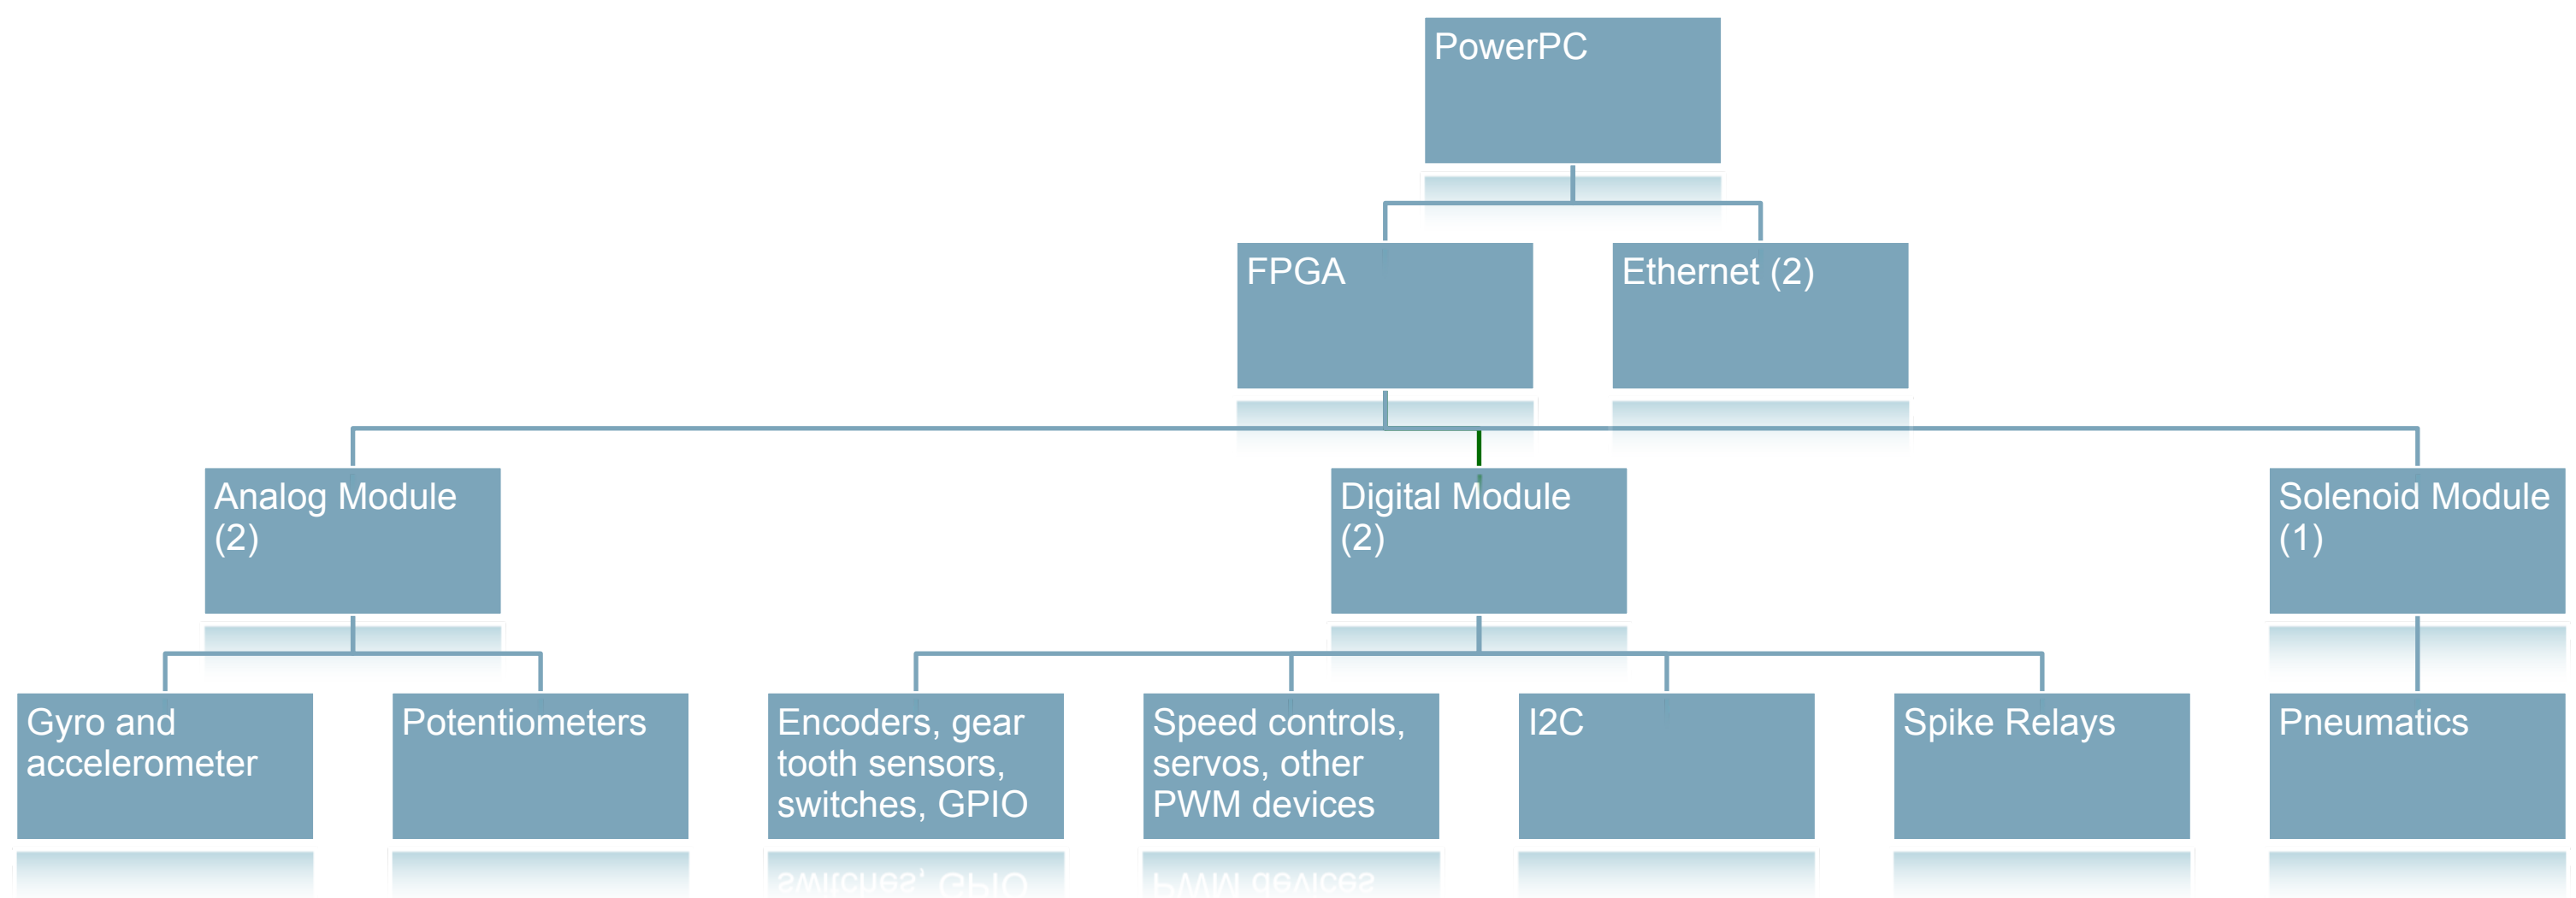 PowerPC
FPGA
Ethernet (2)
Analog Module
(2)
Digital Module
(2)
Solenoid Module
(1)
Gyro and
accelerometer
Potentiometers
Encoders, gear
tooth sensors,
switches, GPIO
Speed controls,
servos, other
PWM devices
I2C
Spike Relays
Pneumatics